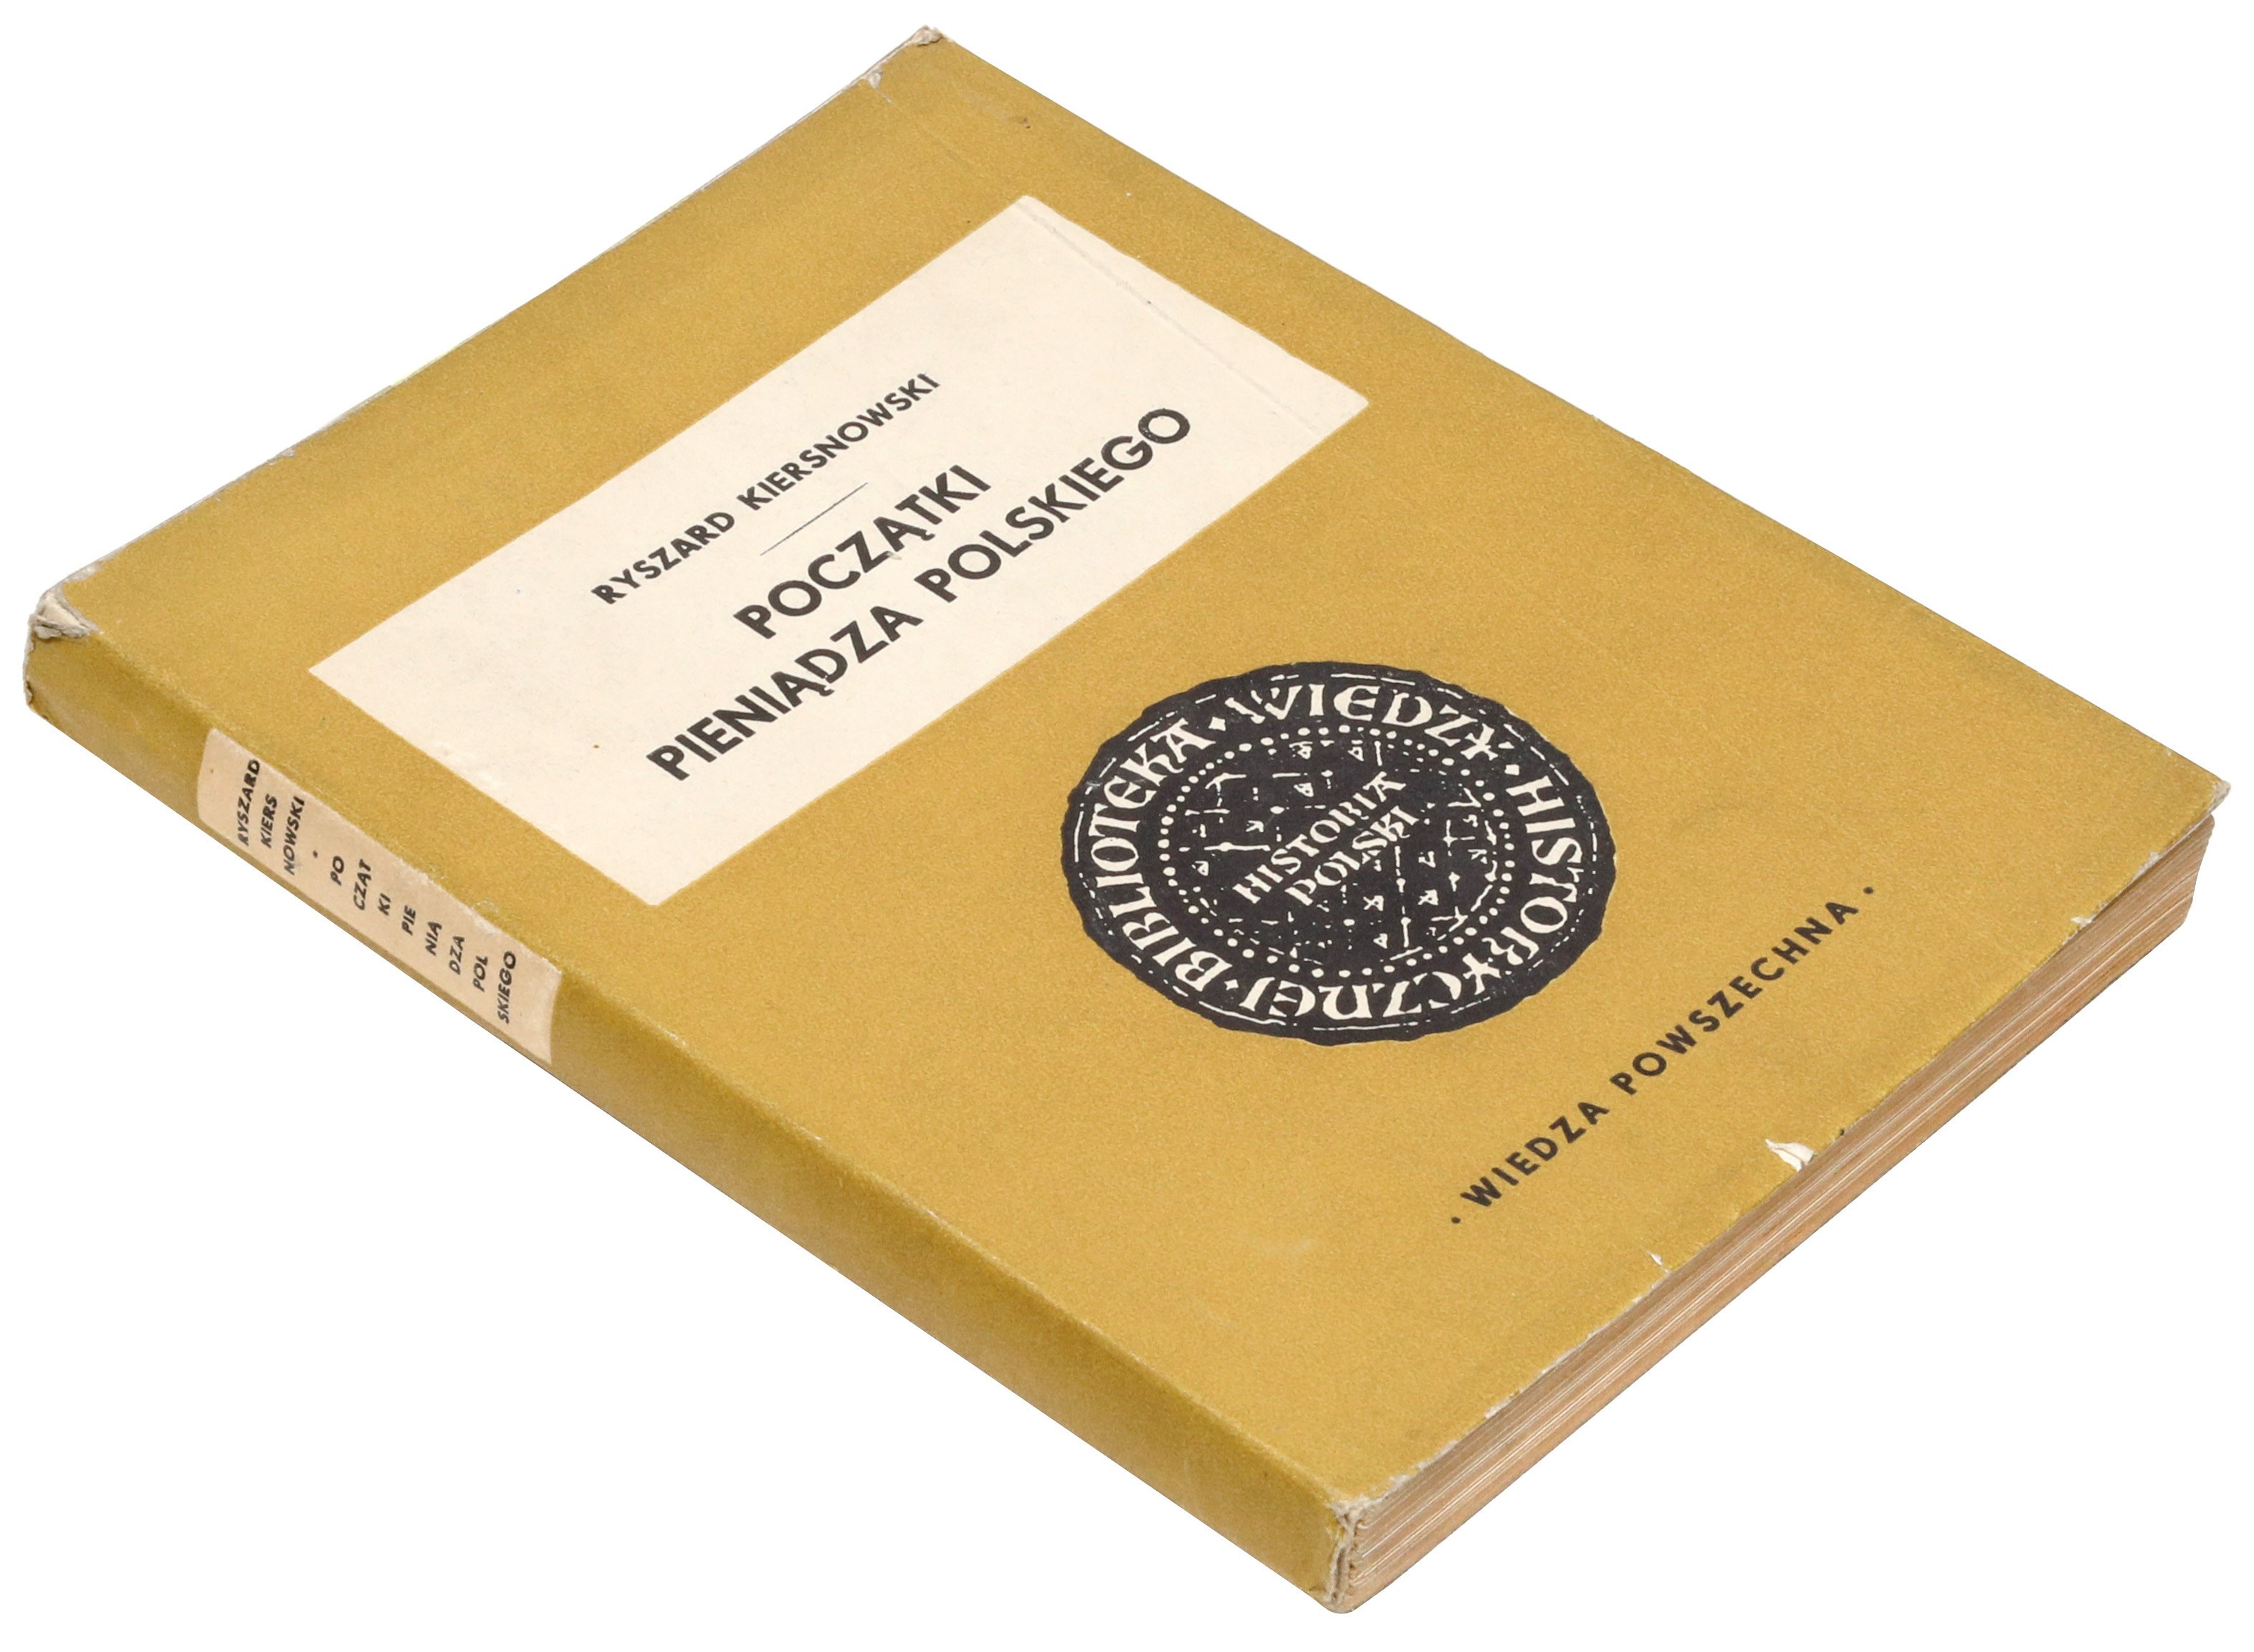 RYSZARD KIERSNOWSKI
POCZĄTKI
PIENIĄDZA POLSKIEGO
BIBLIOTEKA · WIEDZY · HISTORYCZNEJ ·
HISTORIA
POLSKI
· WIEDZA POWSZECHNA ·
RYSZARD
KIERS
NOWSKI
·
PO
CZĄT
KI
PIE
NIĄ
DZA
POL
SKIEGO